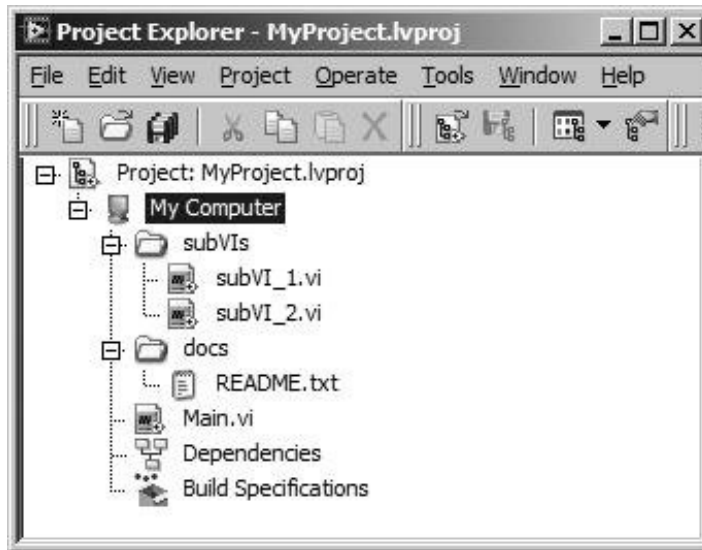 Project Explorer - MyProject.lvproj
File Edit View Project Operate Tools Window Help
Project: MyProject.lvproj
My Computer
subVIs
subVI_1.vi
subVI_2.vi
docs
README.txt
Main.vi
Dependencies
Build Specifications